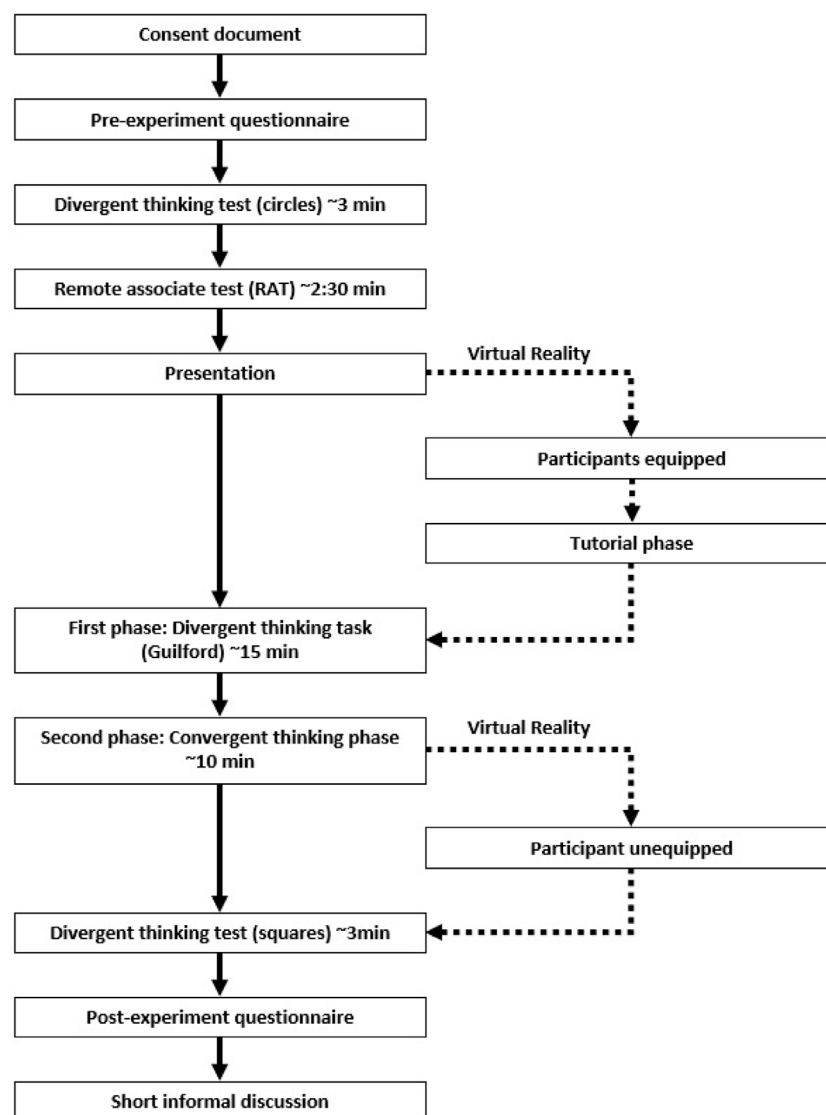 Consent document
Pre-experiment questionnaire
Divergent thinking test (circles) ~3 min
Remote associate test (RAT) ~2:30 min
Presentation
Virtual Reality
Participants equipped
Tutorial phase
First phase: Divergent thinking task
(Guilford) ~15 min
Second phase: Convergent thinking phase
~10 min
Virtual Reality
Participant unequipped
Divergent thinking test (squares) ~3min
Post-experiment questionnaire
Short informal discussion